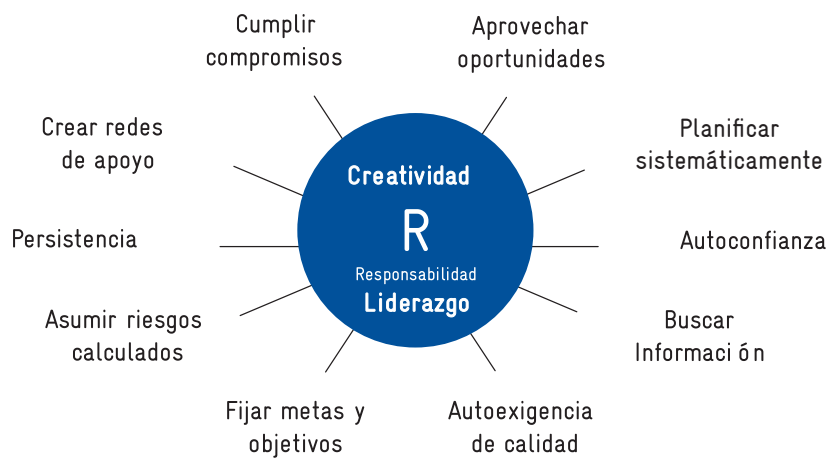 Cumplir
compromisos
Aprovechar
oportunidades
Crear redes
de apoyo
Planificar
sistemáticamente
Creatividad
R
Responsabilidad
Liderazgo
Persistencia
Autoconfianza
Asumir riesgos
calculados
Buscar
Informaci ón
Fijar metas y
objetivos
Autoexigencia
de calidad